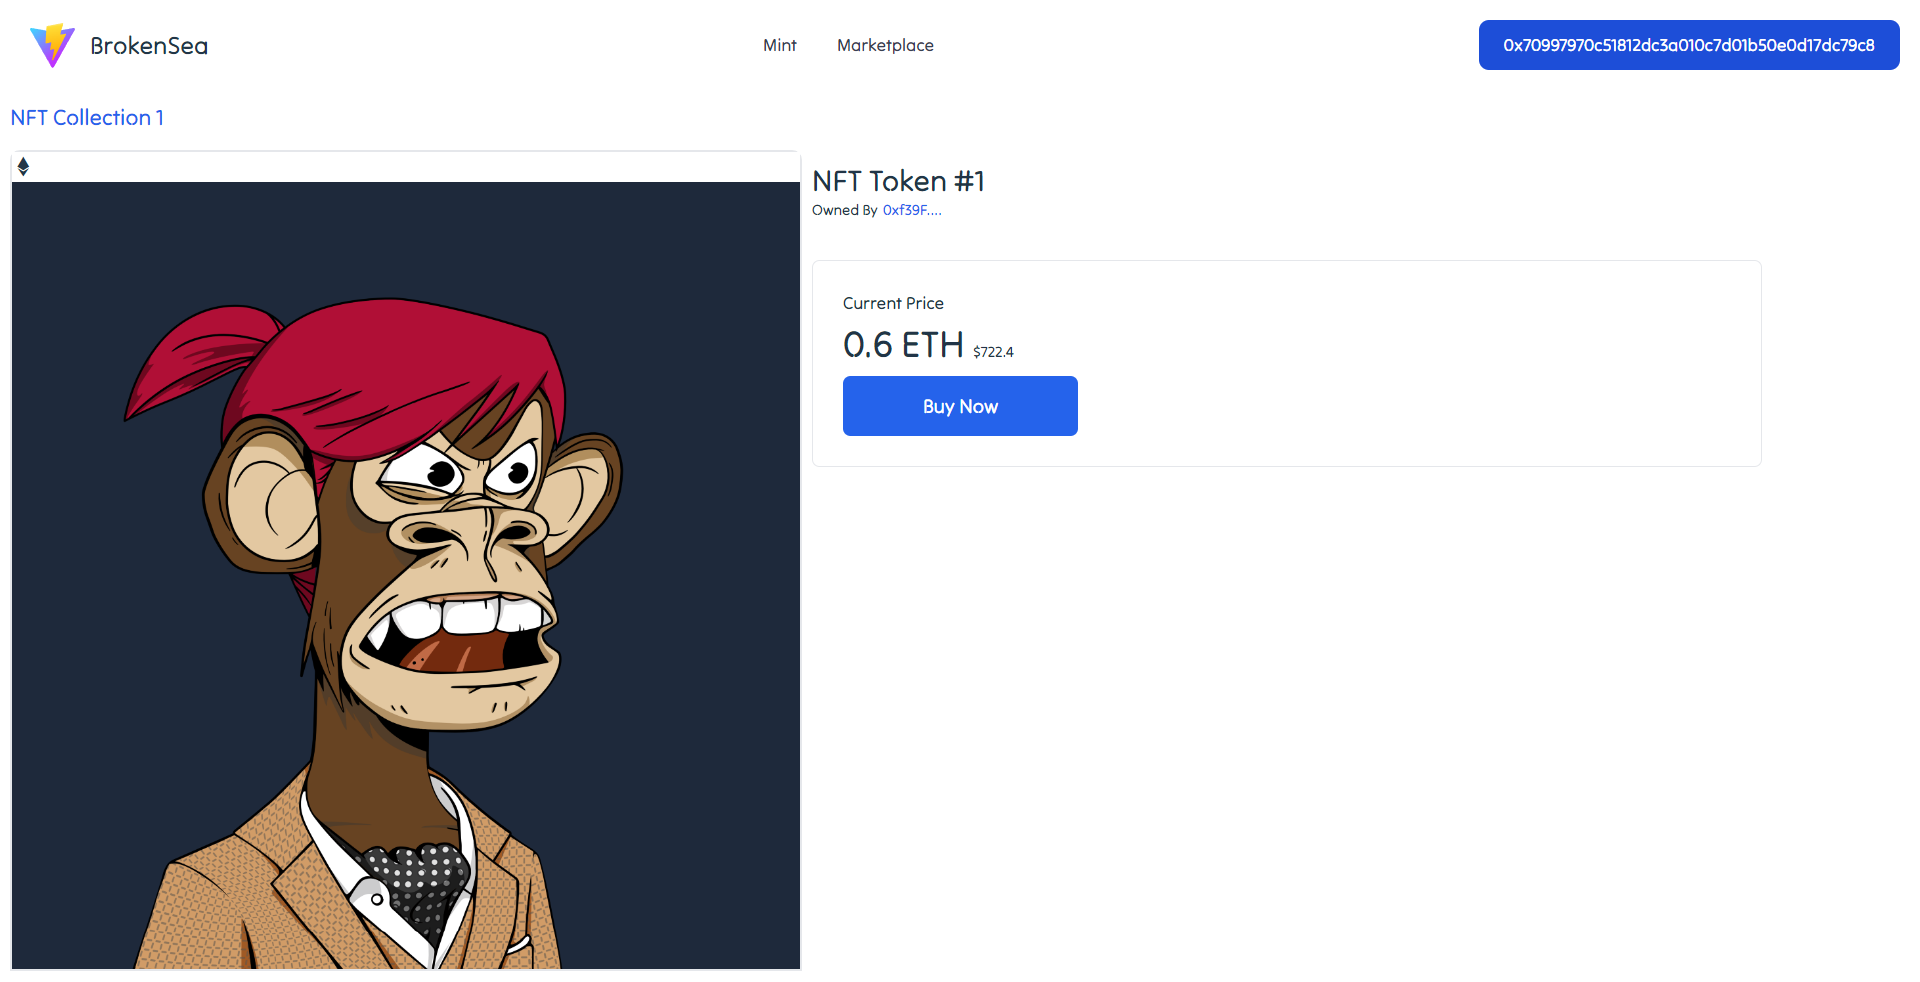 BrokenSea
Mint
Marketplace
0x70997970c51812dc3a010c7d01b50e0d17dc79c8
NFT Collection 1
NFT Token #1
Owned By 0xf39F....
Current Price
0.6 ETH $722.4
Buy Now